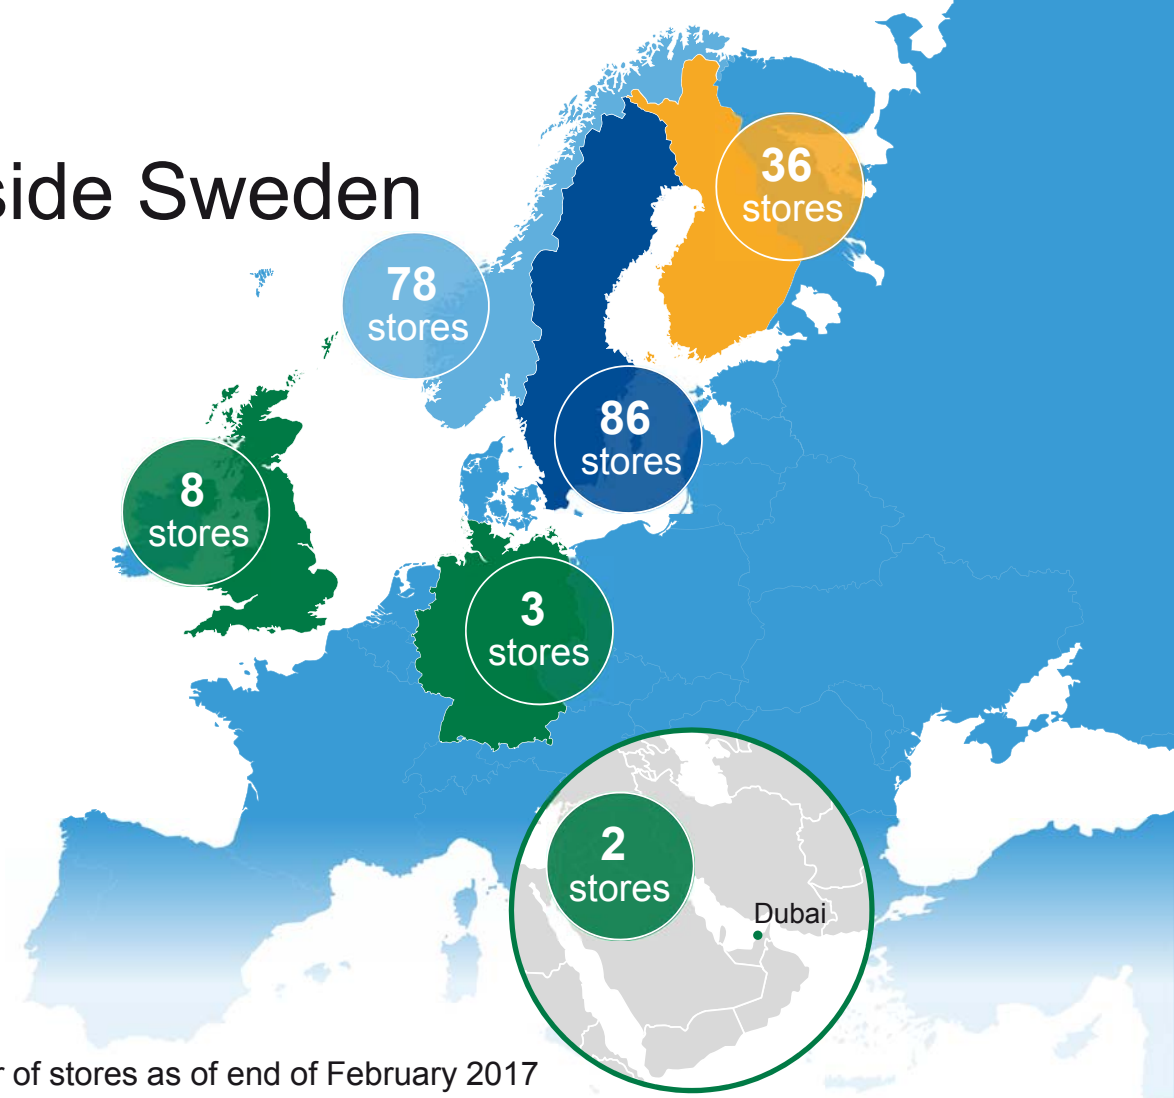 side Sweden
36
stores
78
stores
86
stores
8
stores
3
stores
2
stores
Dubai
r of stores as of end of February 2017